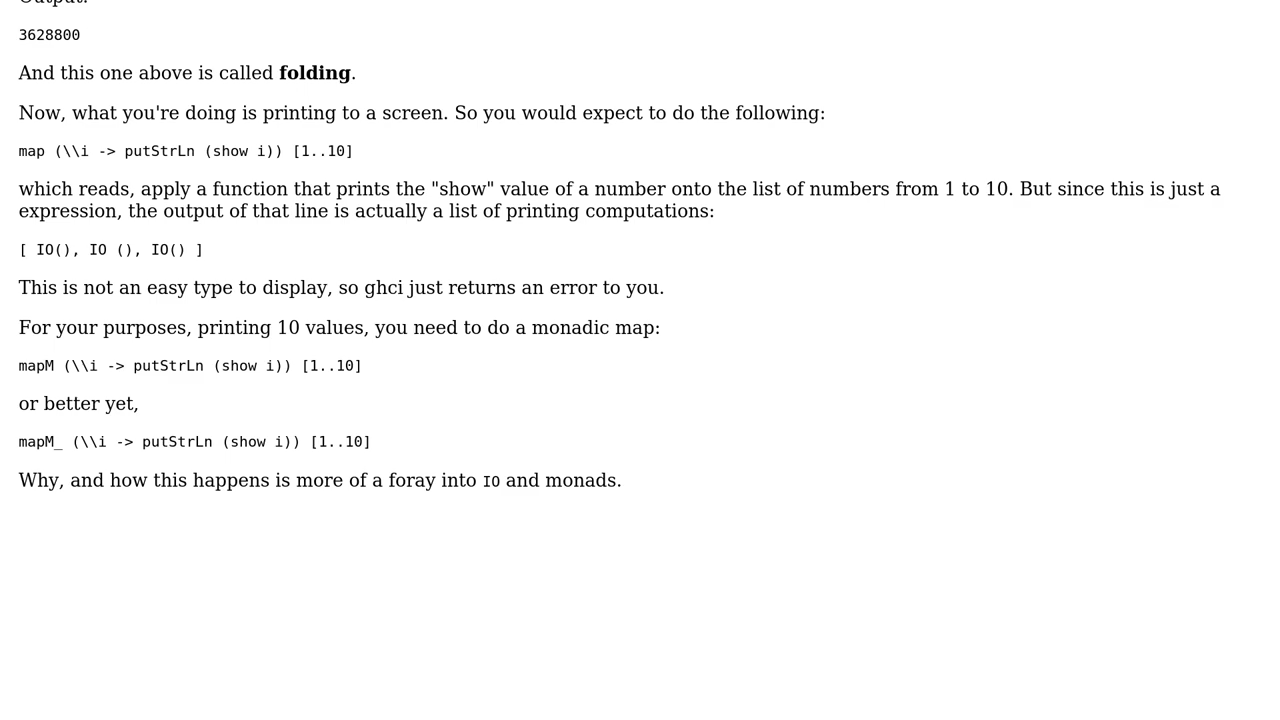 Output:
3628800
And this one above is called folding.
Now, what you're doing is printing to a screen. So you would expect to do the following:
map (\\i -> putStrLn (show i)) [1..10]
which reads, apply a function that prints the "show" value of a number onto the list of numbers from 1 to 10. But since this is just a
expression, the output of that line is actually a list of printing computations:
[ IO(), IO (), IO() ]
This is not an easy type to display, so ghci just returns an error to you.
For your purposes, printing 10 values, you need to do a monadic map:
mapM (\\i -> putStrLn (show i)) [1..10]
or better yet,
mapM_ (\\i -> putStrLn (show i)) [1..10]
Why, and how this happens is more of a foray into IO and monads.